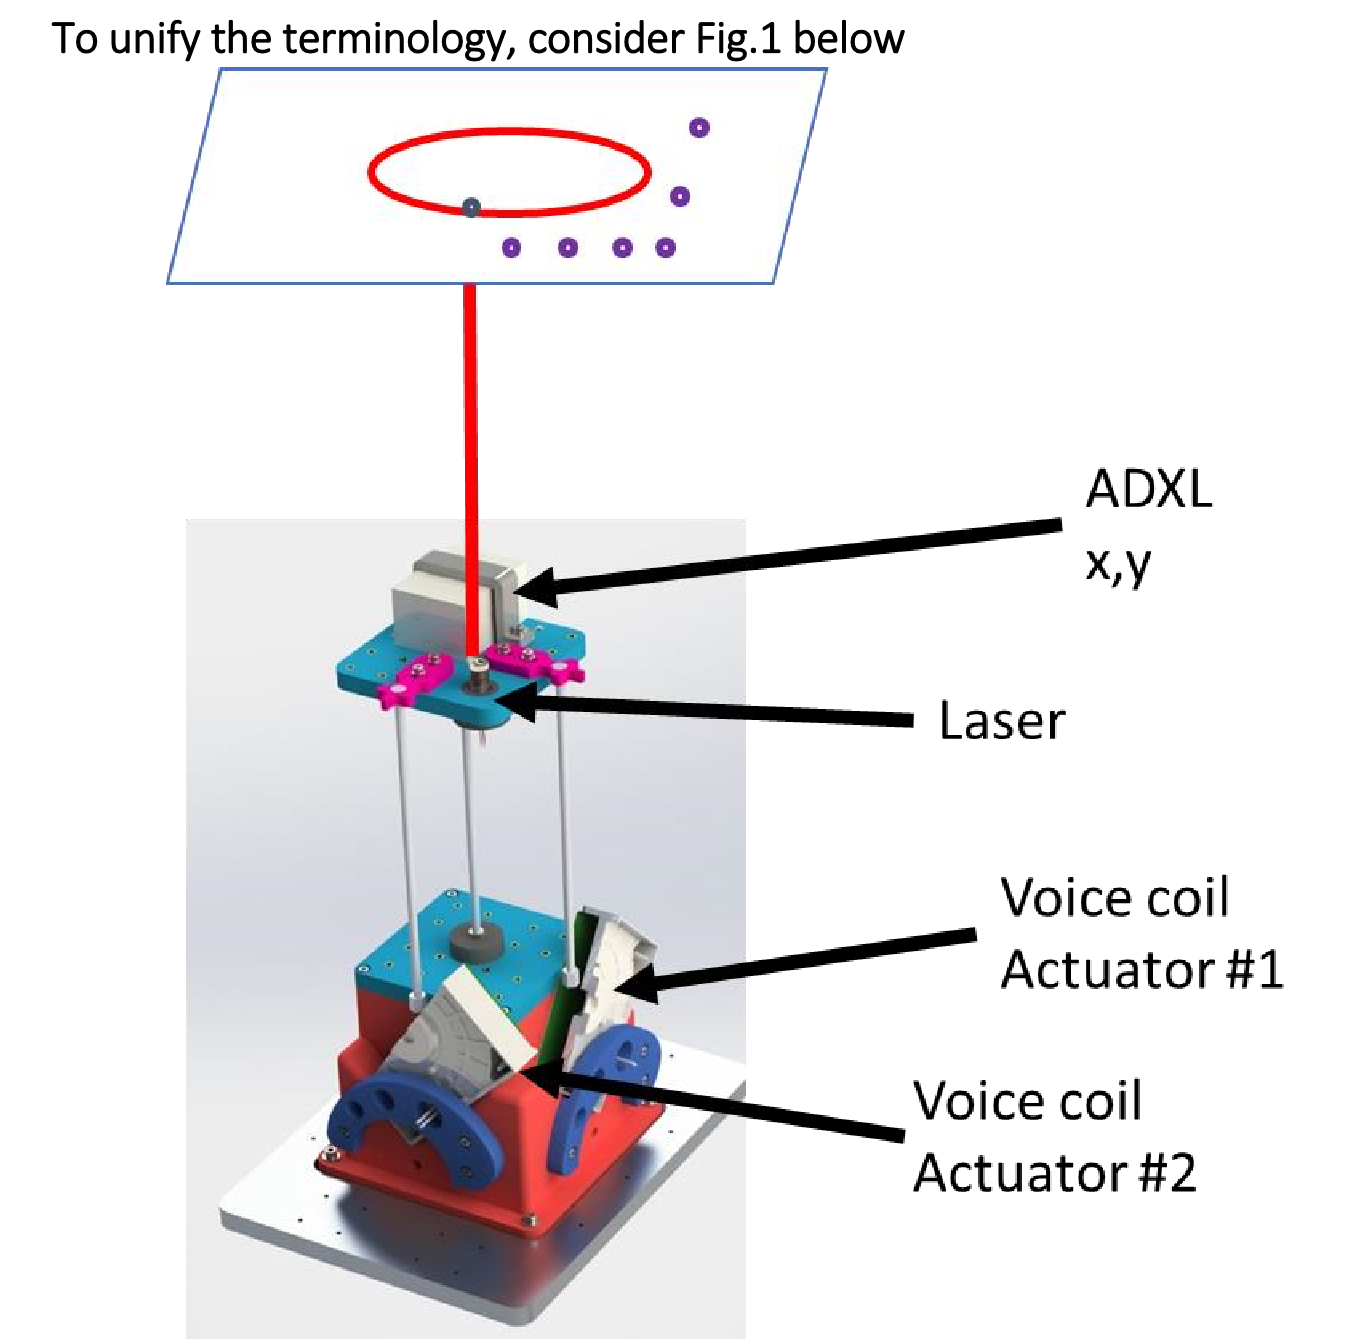 To unify the terminology, consider Fig.1 below
ADXL
x,y
Laser
Voice coil
Actuator #1
Voice coil
Actuator #2